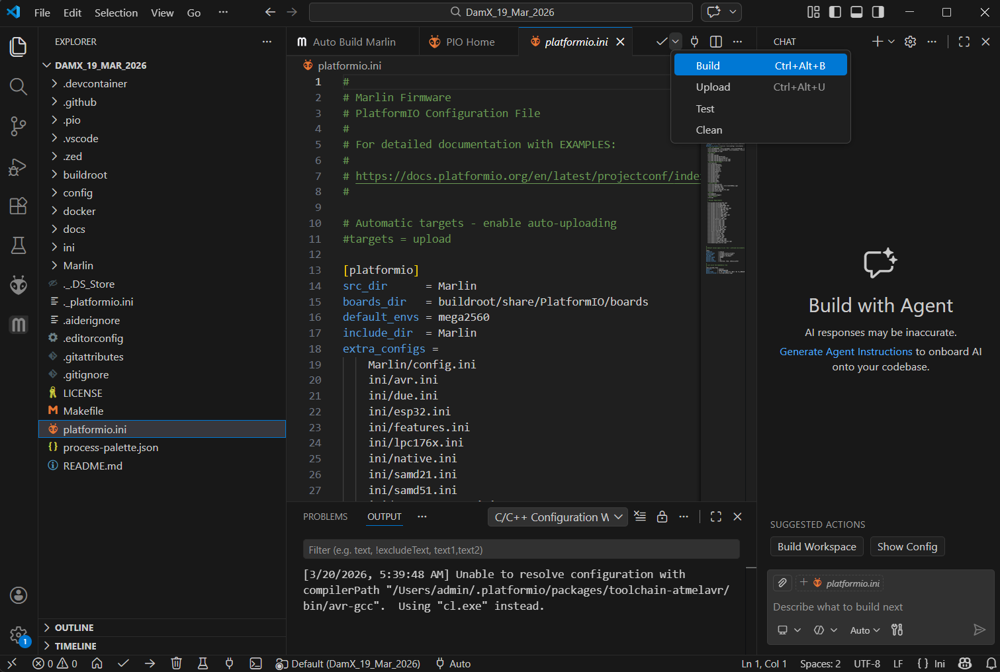 File Edit Selection View Go ··· DamX_19_Mar_2026
EXPLORER ···
DAMX_19_MAR_2026
.devcontainer
.github
.pio
.vscode
.zed
buildroot
config
docker
docs
ini
Marlin
._.DS_Store
._platformio.ini
.aiderignore
.editorconfig
.gitattributes
.gitignore
LICENSE
Makefile
platformio.ini
process-palette.json
README.md
OUTLINE
TIMELINE
Auto Build Marlin PIO Home platformio.ini
platformio.ini
1 #
2 # Marlin Firmware
3 # PlatformIO Configuration File
4 #
5 # For detailed documentation with EXAMPLES:
6 #
7 # https://docs.platformio.org/en/latest/projectconf/inde
8 #
9
10 # Automatic targets - enable auto-uploading
11 #targets = upload
12
13 [platformio]
14 src_dir = Marlin
15 boards_dir = buildroot/share/PlatformIO/boards
16 default_envs = mega2560
17 include_dir = Marlin
18 extra_configs =
19 Marlin/config.ini
20 ini/avr.ini
21 ini/due.ini
22 ini/esp32.ini
23 ini/features.ini
24 ini/lpc176x.ini
25 ini/native.ini
26 ini/samd21.ini
27 ini/samd51.ini
Build Ctrl+Alt+B
Upload Ctrl+Alt+U
Test
Clean
PROBLEMS OUTPUT ··· C/C++ Configuration W
Filter (e.g. text, !excludeText, text1,text2)
[3/20/2026, 5:39:48 AM] Unable to resolve configuration with
compilerPath "/Users/admin/.platformio/packages/toolchain-atmelavr/
bin/avr-gcc".  Using "cl.exe" instead.
CHAT
Build with Agent
AI responses may be inaccurate.
Generate Agent Instructions to onboard AI
onto your codebase.
SUGGESTED ACTIONS
Build Workspace Show Config
platformio.ini
Describe what to build next
Auto
1
0 0 Default (DamX_19_Mar_2026) Auto Ln 1, Col 1 Spaces: 2 UTF-8 LF { } Ini